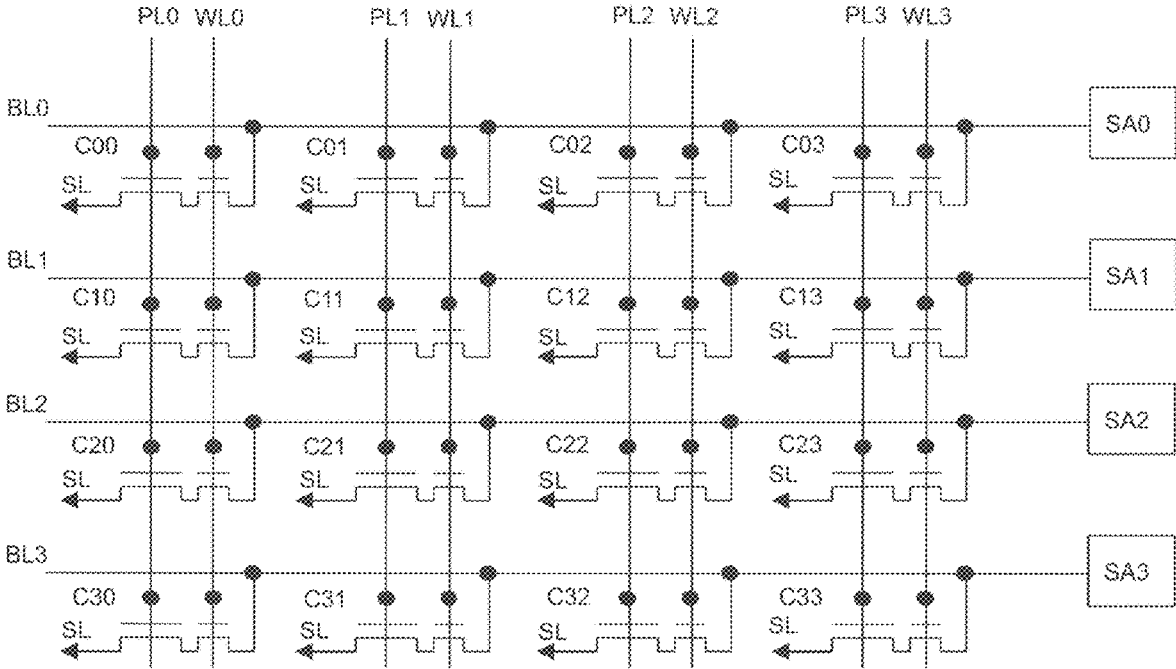 PL0 WL0 PL1 WL1 PL2 WL2 PL3 WL3
BL0
SA0
C00 C01 C02 C03
SL SL SL SL
BL1
SA1
C10 C11 C12 C13
SL SL SL SL
BL2
SA2
C20 C21 C22 C23
SL SL SL SL
BL3
SA3
C30 C31 C32 C33
SL SL SL SL